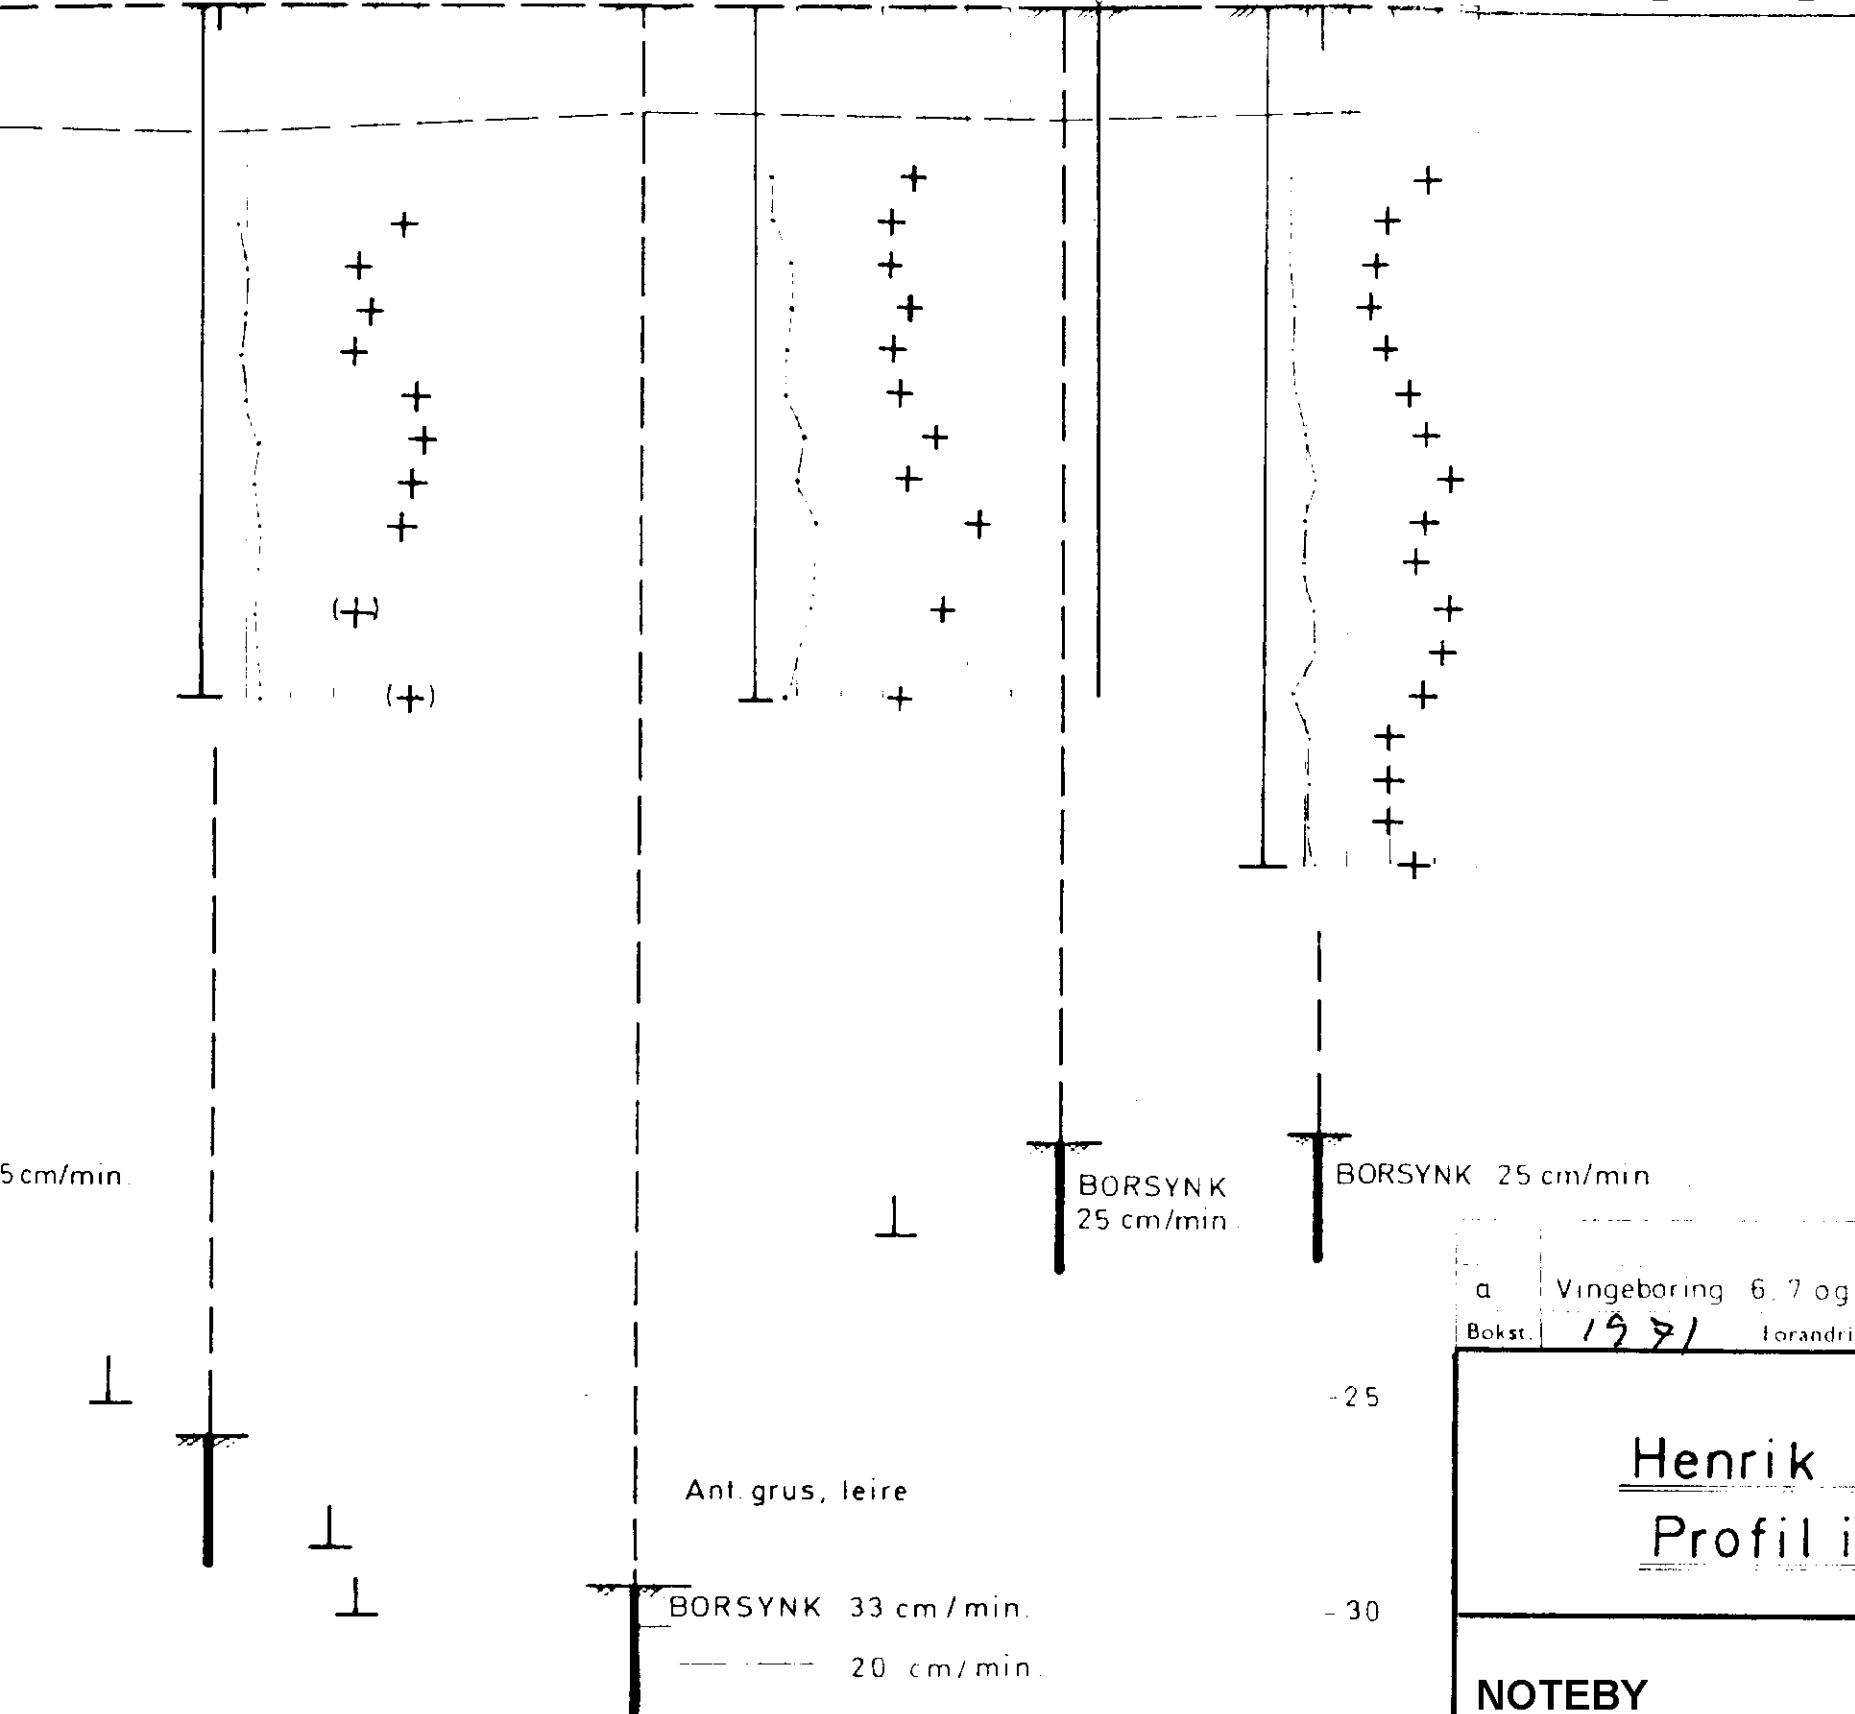 5 cm/min.
BORSYNK
25 cm/min.
BORSYNK 25 cm/min
a Vingeboring 6, 7 og
Bokst. 1971 forandri
-25
Henrik
Profil i
Ant. grus, leire
BORSYNK 33 cm/min.
20 cm/min.
-30
NOTEBY